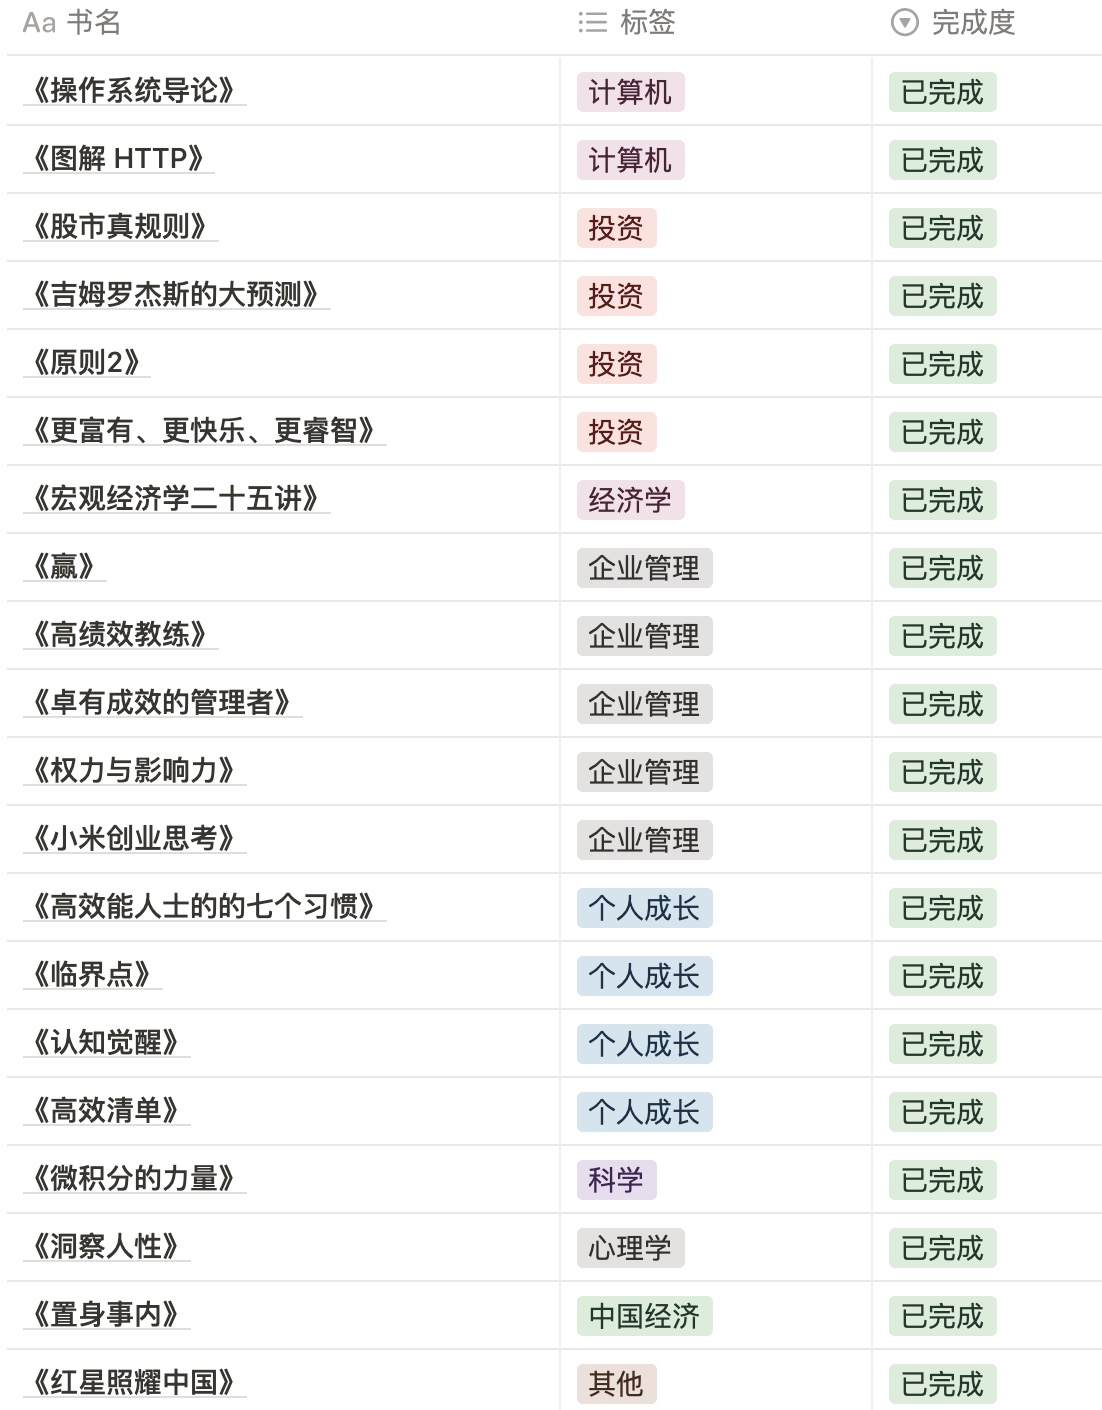 Aa 书名 标签 完成度
《操作系统导论》 计算机 已完成
《图解 HTTP》 计算机 已完成
《股市真规则》 投资 已完成
《吉姆罗杰斯的大预测》 投资 已完成
《原则2》 投资 已完成
《更富有、更快乐、更睿智》 投资 已完成
《宏观经济学二十五讲》 经济学 已完成
《赢》 企业管理 已完成
《高绩效教练》 企业管理 已完成
《卓有成效的管理者》 企业管理 已完成
《权力与影响力》 企业管理 已完成
《小米创业思考》 企业管理 已完成
《高效能人士的的七个习惯》 个人成长 已完成
《临界点》 个人成长 已完成
《认知觉醒》 个人成长 已完成
《高效清单》 个人成长 已完成
《微积分的力量》 科学 已完成
《洞察人性》 心理学 已完成
《置身事内》 中国经济 已完成
《红星照耀中国》 其他 已完成